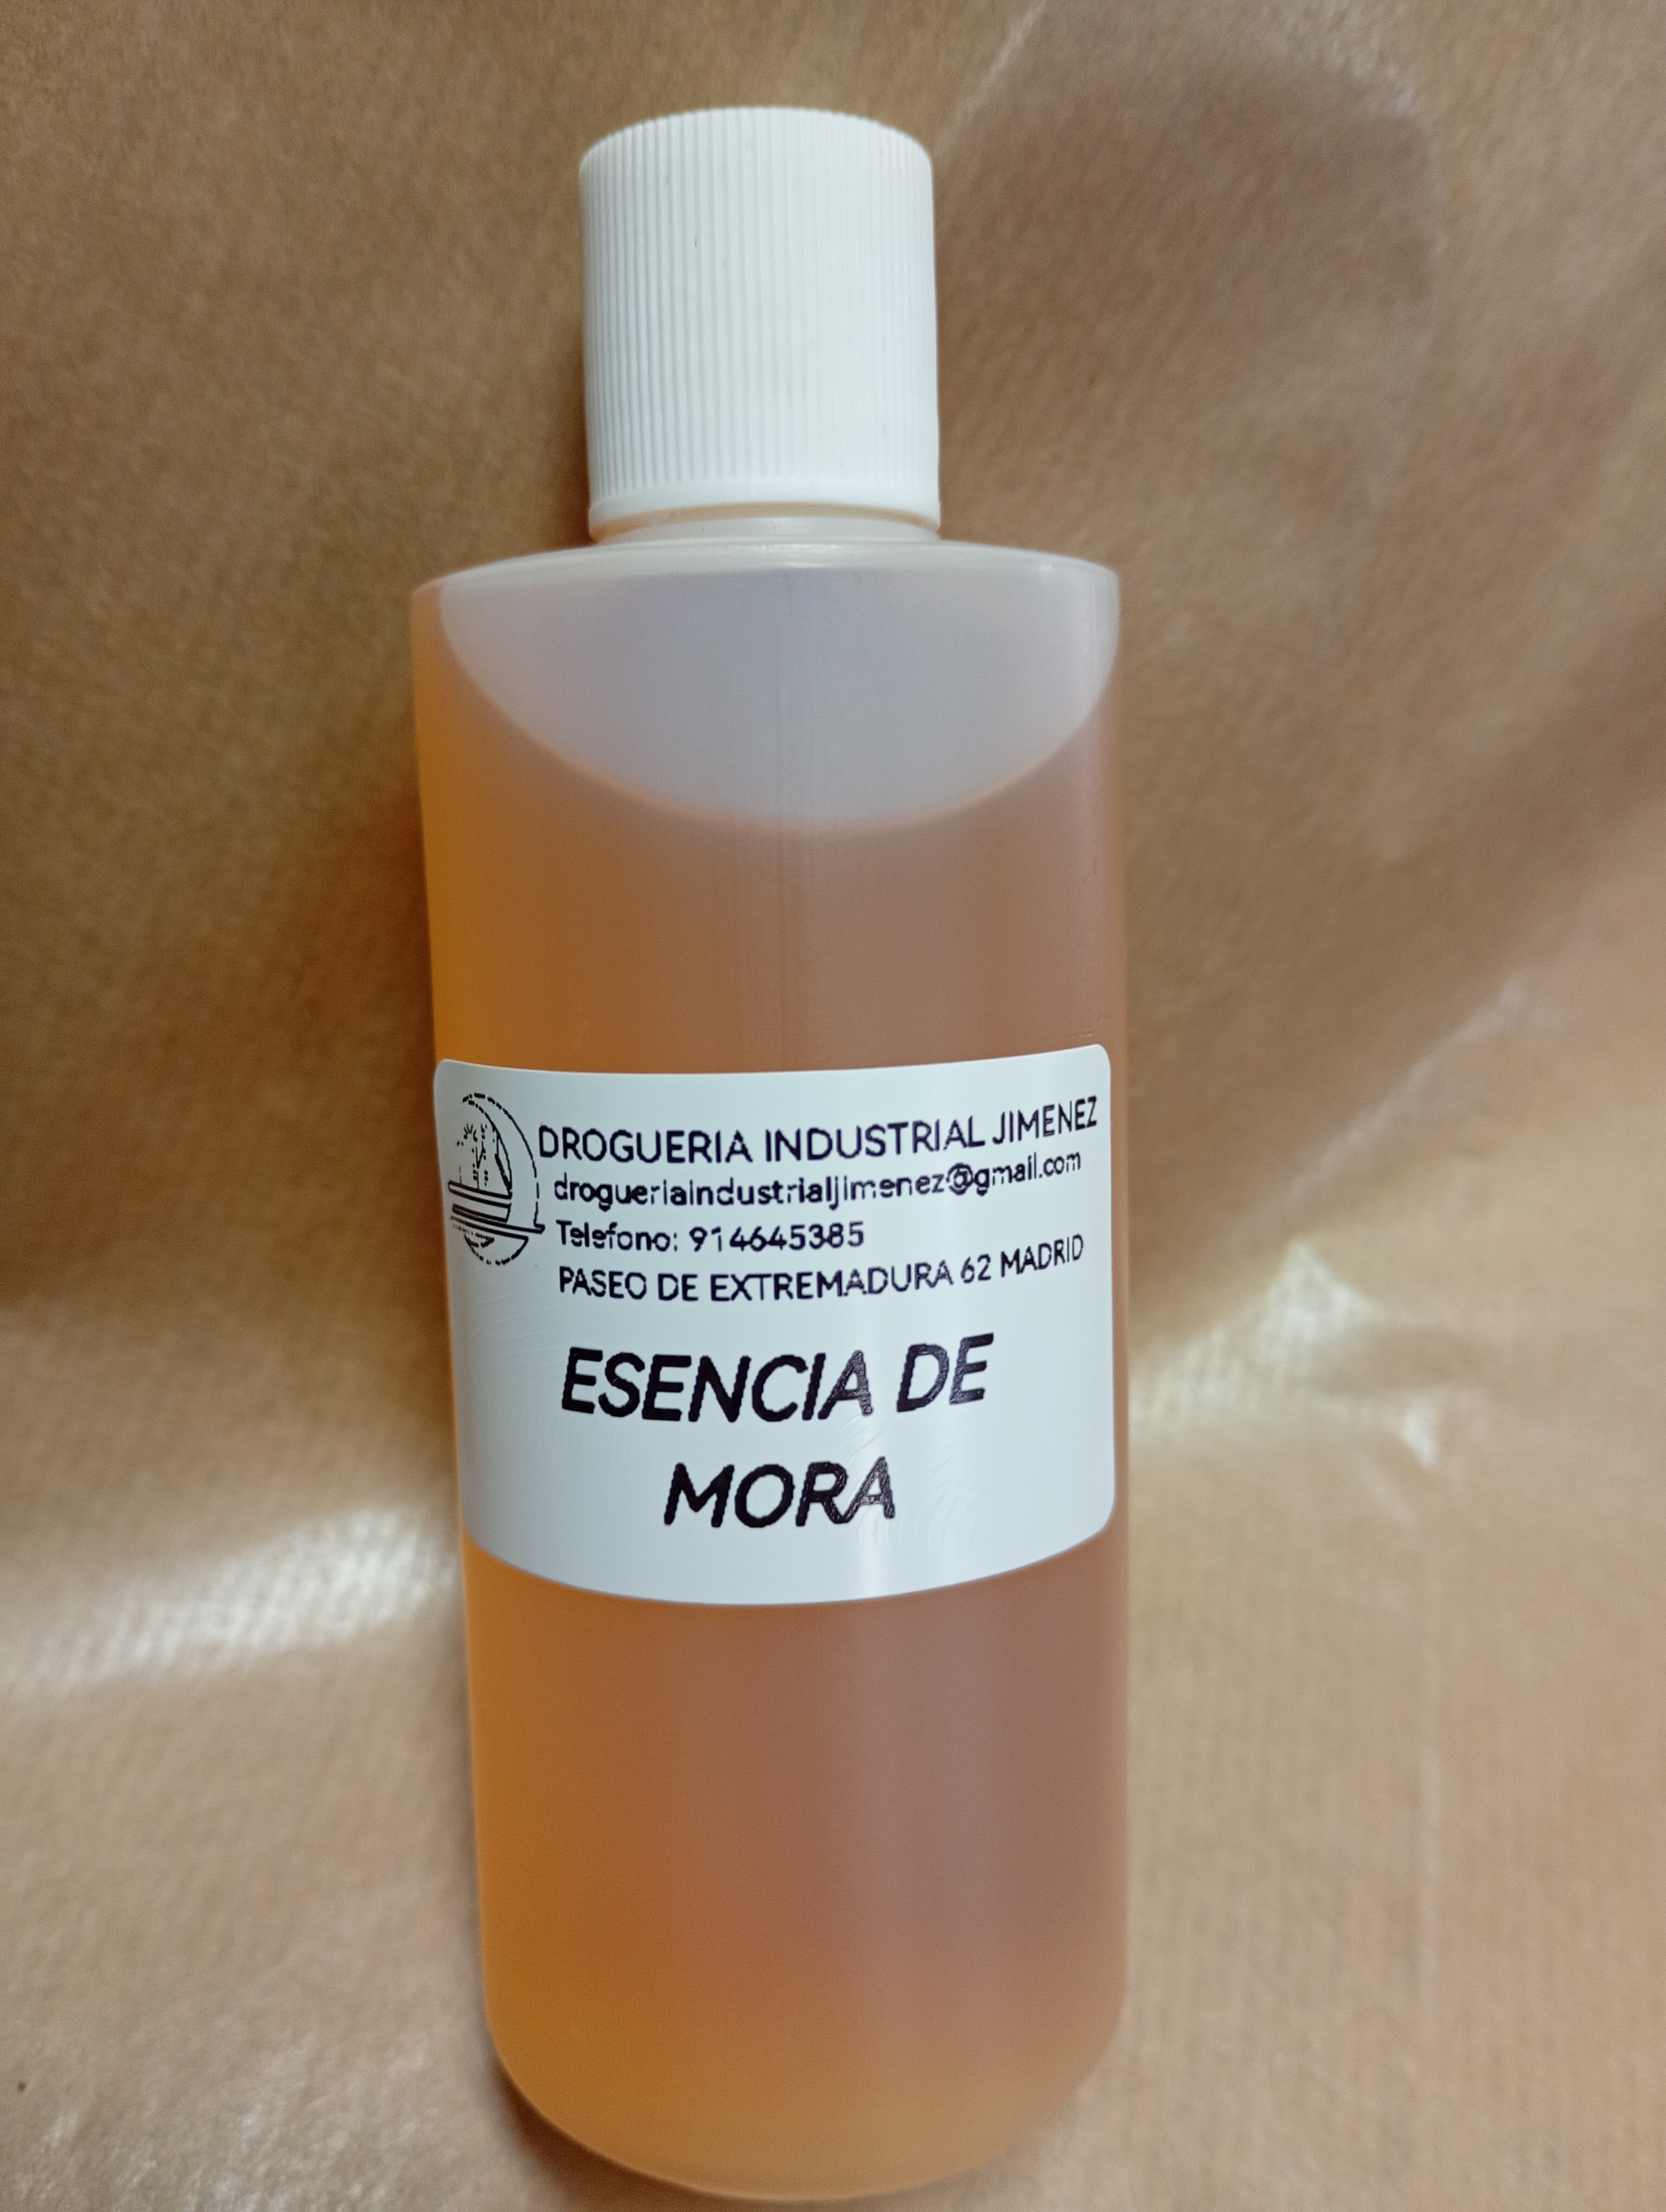 DROGUERIA INDUSTRIAL JIMENEZ
drogueriaindustrialjimenez@gmail.com
Telefono: 914645385
PASEO DE EXTREMADURA 62 MADRID
ESENCIA DE
MORA